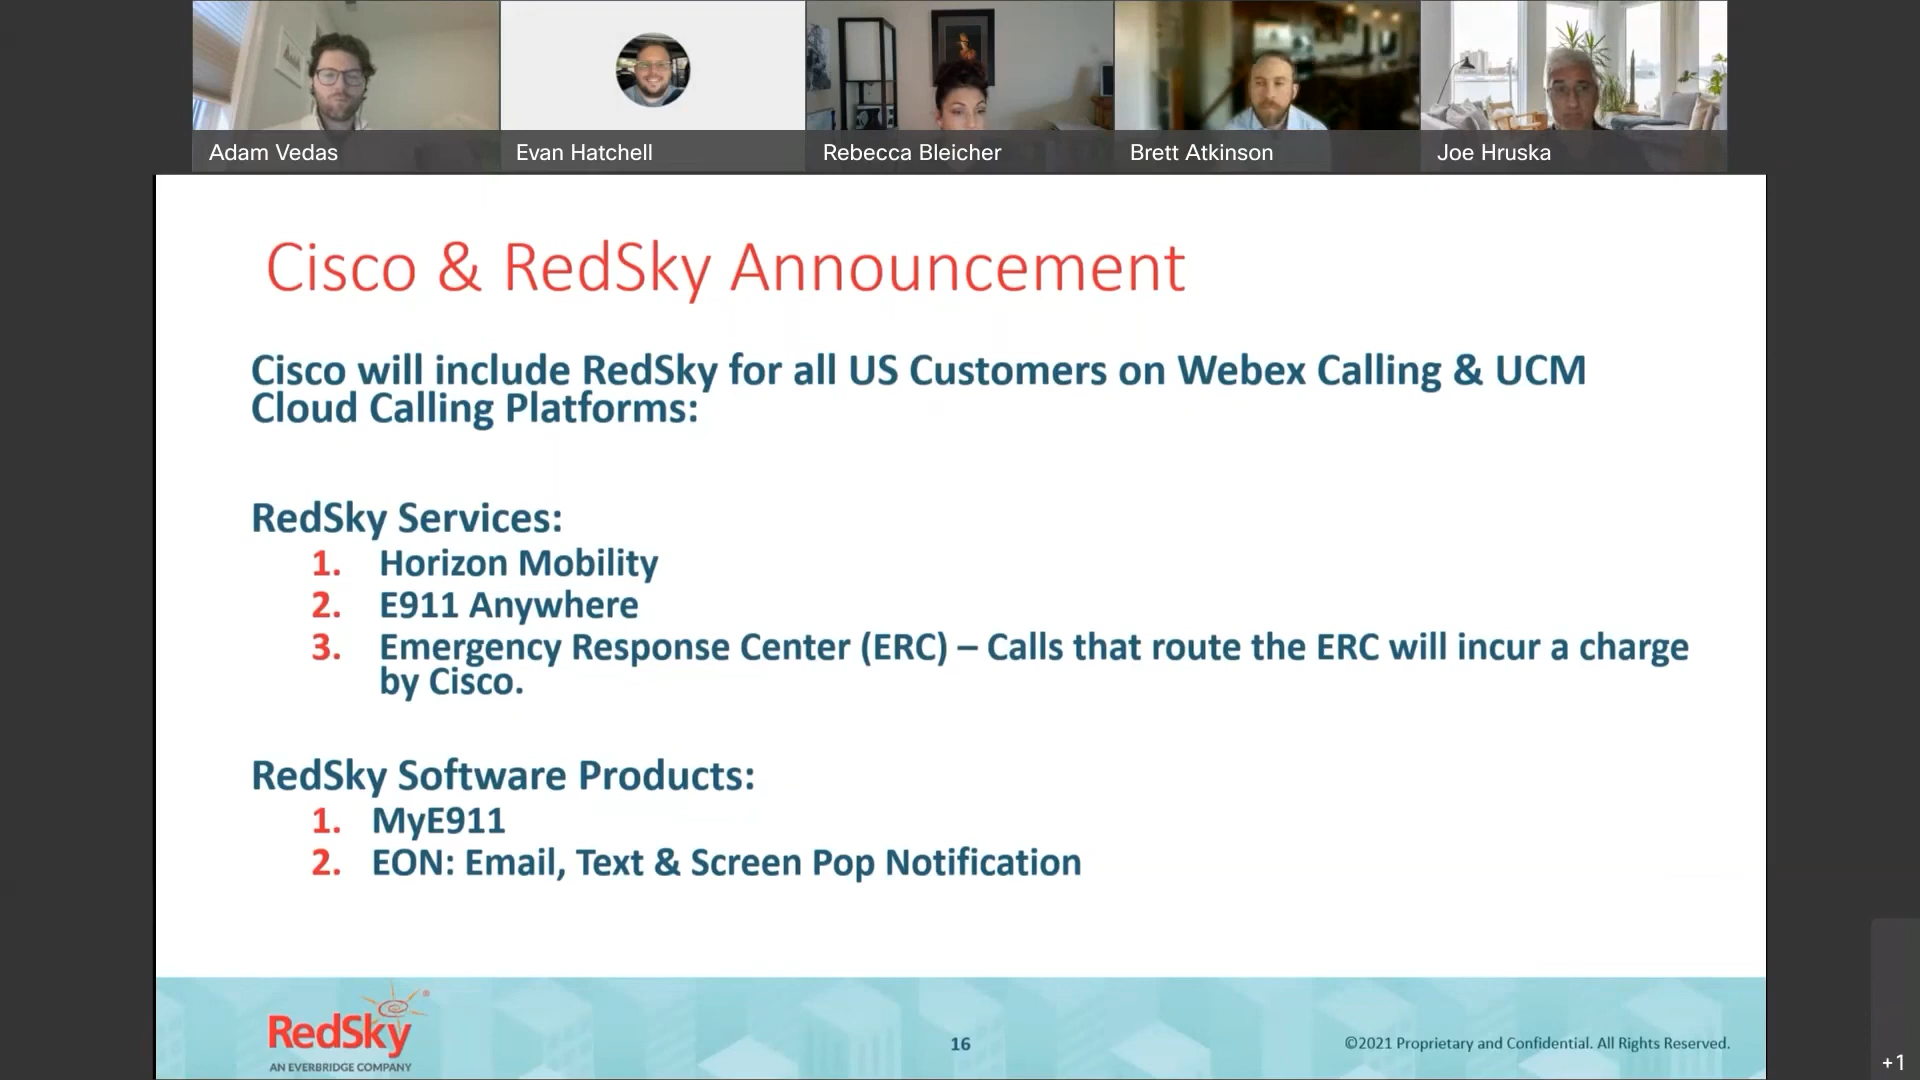 Adam Vedas
Evan Hatchell
Rebecca Bleicher
Brett Atkinson
Joe Hruska
Cisco & RedSky Announcement
Cisco will include RedSky for all US Customers on Webex Calling & UCM
Cloud Calling Platforms:
RedSky Services:
1. Horizon Mobility
2. E911 Anywhere
3. Emergency Response Center (ERC) – Calls that route the ERC will incur a charge
by Cisco.
RedSky Software Products:
1. MyE911
2. EON: Email, Text & Screen Pop Notification
RedSky®
AN EVERBRIDGE COMPANY
16
©2021 Proprietary and Confidential. All Rights Reserved.
+1